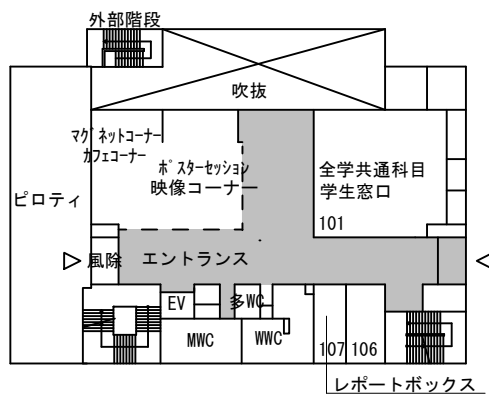 外部階段
吹抜
マグネットコーナー
カフェコーナー
ポスターセッション
映像コーナー
全学共通科目
学生窓口
101
ピロティ
風除
エントランス
EV
多WC
MWC
WWC
107
106
レポートボックス